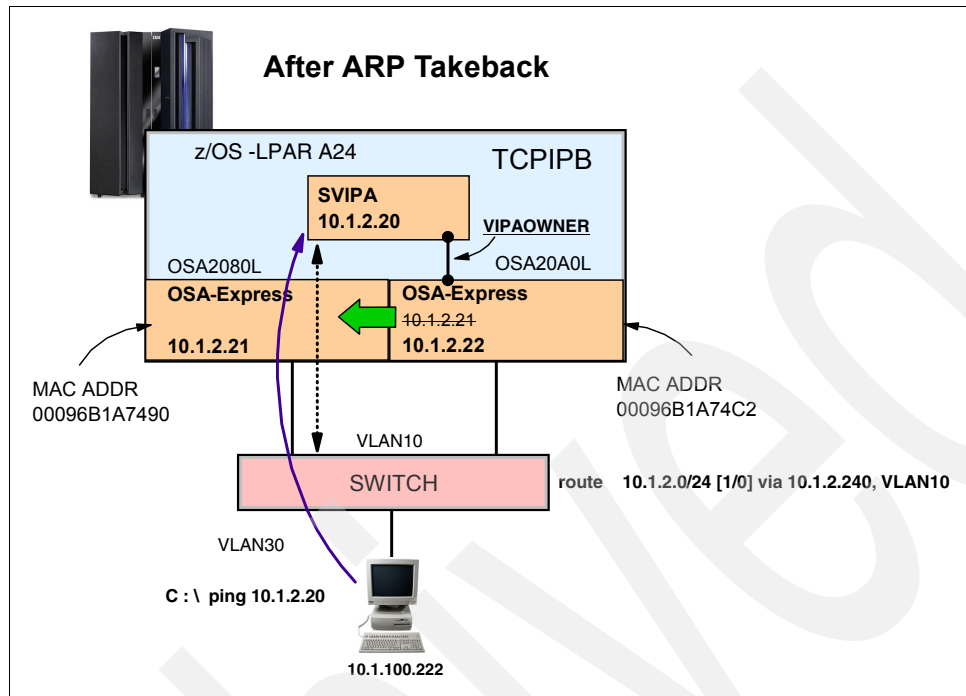 After ARP Takeback
z/OS -LPAR A24
TCPIPB
SVIPA
10.1.2.20
VIPAOWNER
OSA2080L
OSA20A0L
OSA-Express
10.1.2.21
OSA-Express
10.1.2.21
10.1.2.22
MAC ADDR
00096B1A7490
MAC ADDR
00096B1A74C2
VLAN10
SWITCH
route 10.1.2.0/24 [1/0] via 10.1.2.240, VLAN10
VLAN30
C : \ ping 10.1.2.20
10.1.100.222